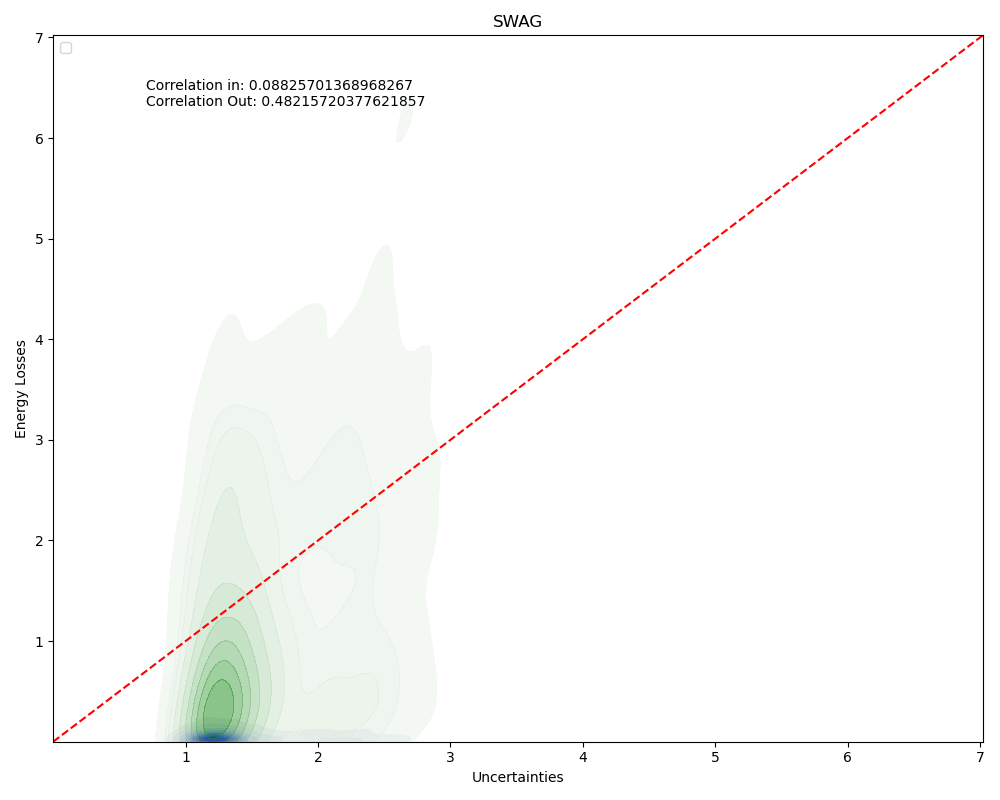 SWAG
7
Correlation in: 0.08825701368968267
Correlation Out: 0.48215720377621857
6
5
4
Energy Losses
3
2
1
1 2 3 4 5 6 7
Uncertainties